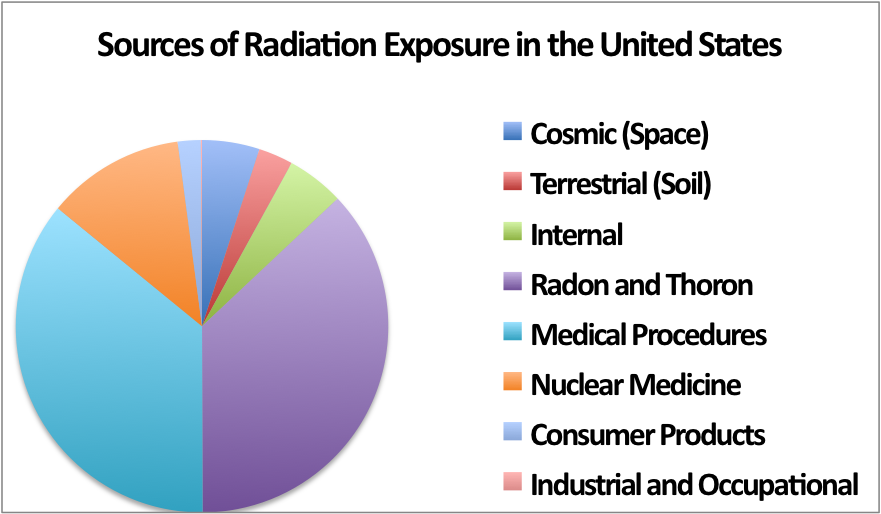 Sources of Radiation Exposure in the United States
Cosmic (Space)
Terrestrial (Soil)
Internal
Radon and Thoron
Medical Procedures
Nuclear Medicine
Consumer Products
Industrial and Occupational